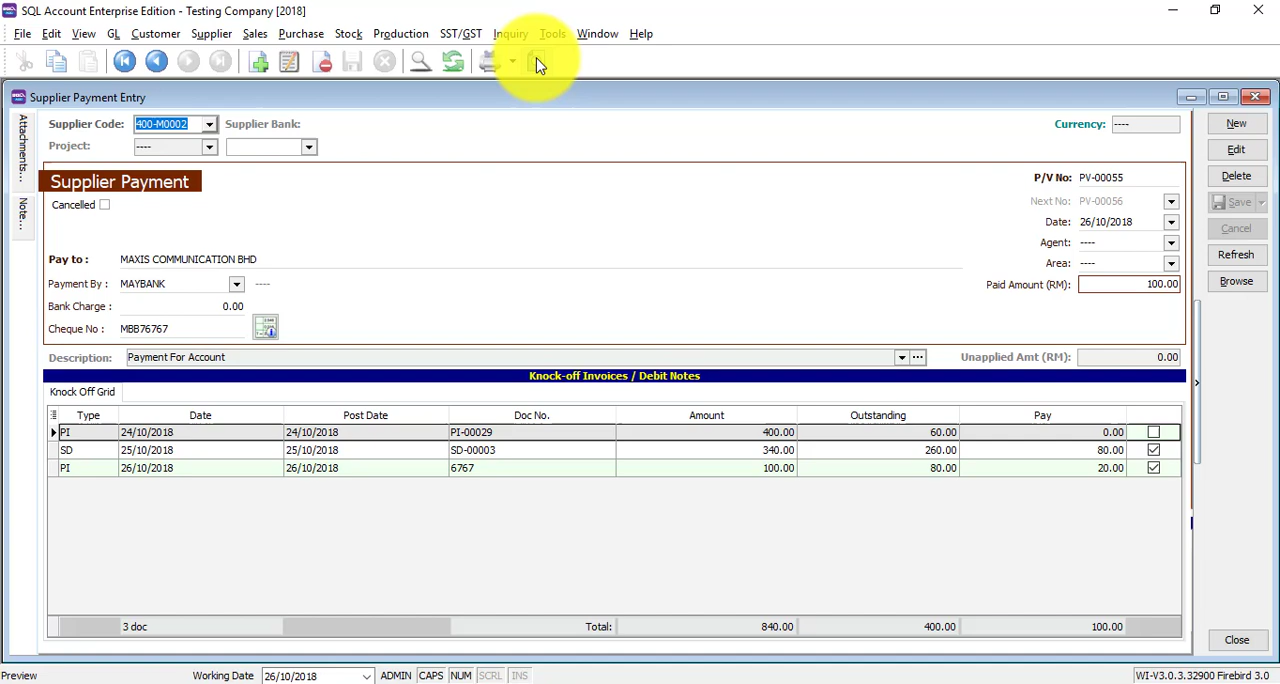 SQL Account Enterprise Edition - Testing Company [2018]
File Edit View GL Customer Supplier Sales Purchase Stock Production SST/GST Inquiry Tools Window Help
Supplier Payment Entry
Attachments...
Note...
Supplier Code: 400-M0002 Supplier Bank: Currency: ----
Project: ----
Supplier Payment
Cancelled
P/V No: PV-00055
Next No: PV-00056
Date: 26/10/2018
Agent: ----
Area: ----
Pay to : MAXIS COMMUNICATION BHD
Payment By : MAYBANK ---- Paid Amount (RM): 100.00
Bank Charge : 0.00
Cheque No : MBB76767
Description: Payment For Account Unapplied Amt (RM): 0.00
Knock-off Invoices / Debit Notes
Knock Off Grid
Type Date Post Date Doc No. Amount Outstanding Pay
PI 24/10/2018 24/10/2018 PI-00029 400.00 60.00 0.00
SD 25/10/2018 25/10/2018 SD-00003 340.00 260.00 80.00
PI 26/10/2018 26/10/2018 6767 100.00 80.00 20.00
3 doc Total: 840.00 400.00 100.00
New
Edit
Delete
Save
Cancel
Refresh
Browse
Close
Preview Working Date 26/10/2018 ADMIN CAPS NUM SCRL INS WI-V3.0.3.32900 Firebird 3.0